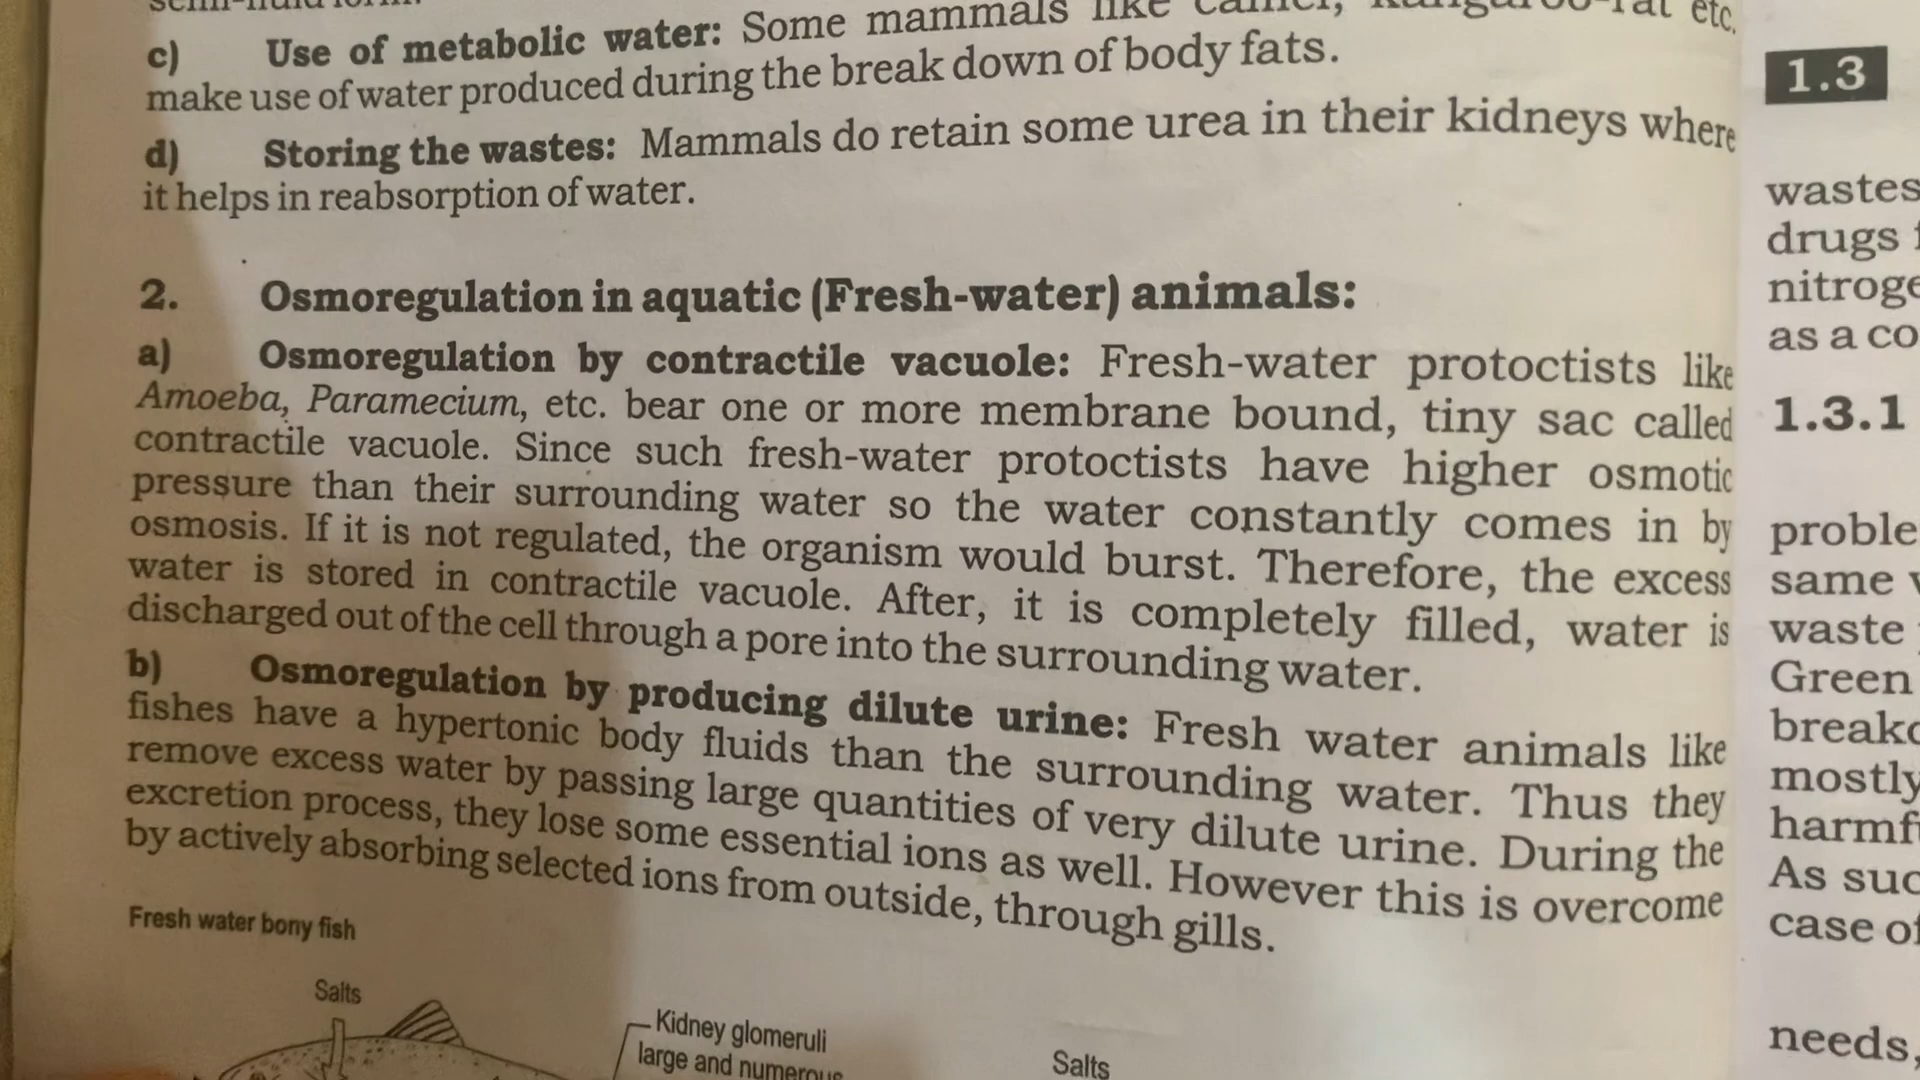 c) Use of metabolic water: Some mammals like Camel, Kangaroo-rat etc.
make use of water produced during the break down of body fats.
d) Storing the wastes: Mammals do retain some urea in their kidneys where
it helps in reabsorption of water.
2. Osmoregulation in aquatic (Fresh-water) animals:
a) Osmoregulation by contractile vacuole: Fresh-water protoctists like
Amoeba, Paramecium, etc. bear one or more membrane bound, tiny sac called
contractile vacuole. Since such fresh-water protoctists have higher osmotic
pressure than their surrounding water so the water constantly comes in by
osmosis. If it is not regulated, the organism would burst. Therefore, the excess
water is stored in contractile vacuole. After, it is completely filled, water is
discharged out of the cell through a pore into the surrounding water.
b) Osmoregulation by producing dilute urine: Fresh water animals like
fishes have a hypertonic body fluids than the surrounding water. Thus they
remove excess water by passing large quantities of very dilute urine. During the
excretion process, they lose some essential ions as well. However this is overcome
by actively absorbing selected ions from outside, through gills.
Fresh water bony fish
Salts
Kidney glomeruli
large and numerous
Salts
1.3
wastes
drugs
nitroge
as a co
1.3.1
proble
same
waste
Green
breakd
mostly
harmf
As suc
case of
needs,